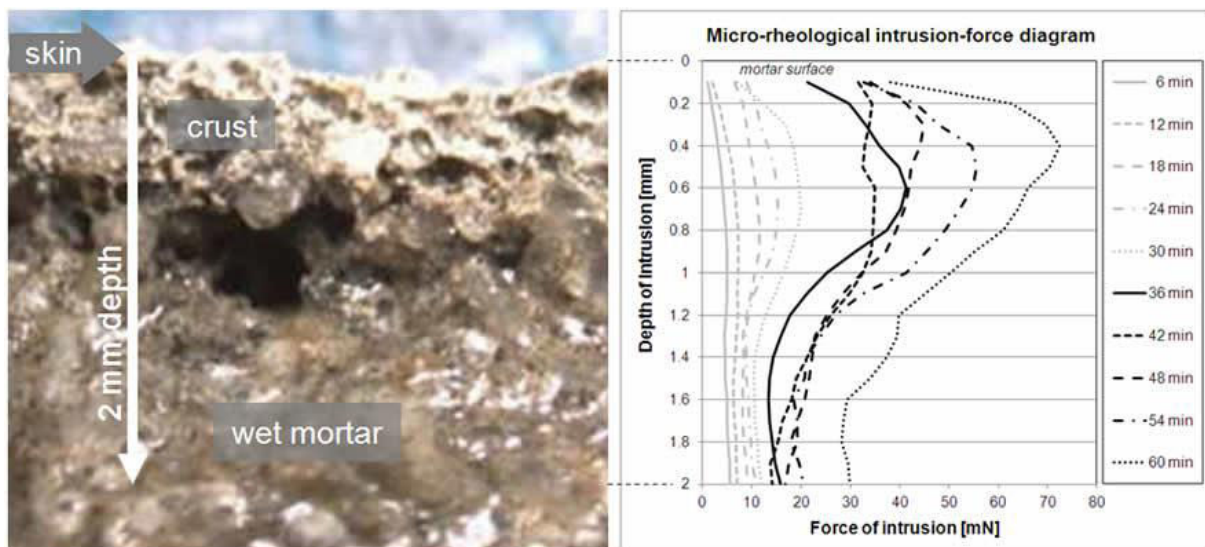 skin
crust
2 mm depth
wet mortar
Micro-rheological intrusion-force diagram
mortar surface
Depth of intrusion [mm]
0
0.2
0.4
0.6
0.8
1
1.2
1.4
1.6
1.8
2
0 10 20 30 40 50 60 70 80
Force of intrusion [mN]
6 min
12 min
18 min
24 min
30 min
36 min
42 min
48 min
54 min
60 min